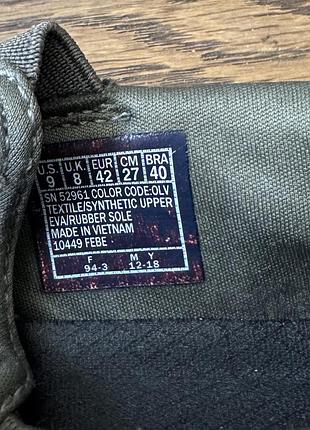 U.S. U.K. EUR CM BRA
9 8 42 27 40
SN 52961 COLOR CODE:OLV
TEXTILE/SYNTHETIC UPPER
EVA/RUBBER SOLE
MADE IN VIETNAM
10449 FEBE
F M Y
94-3 12-18